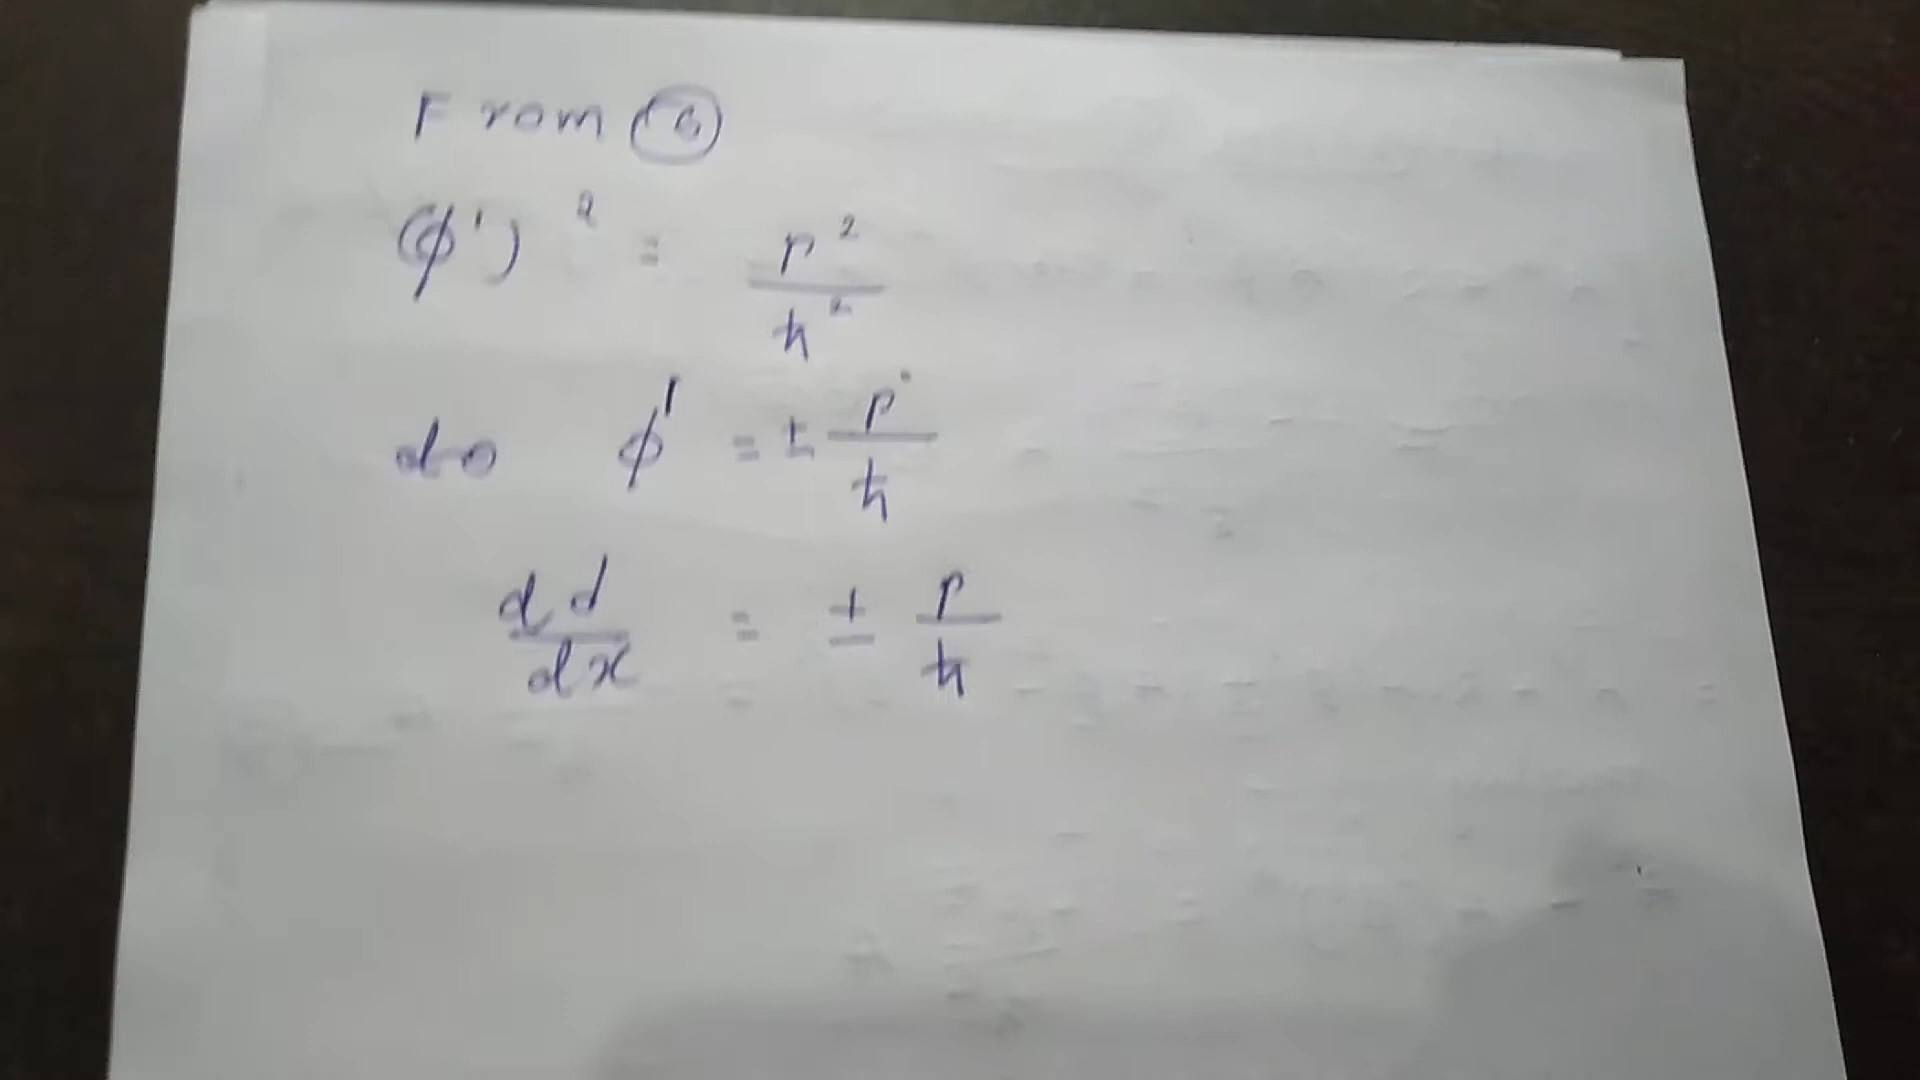 From (6)
(ϕ')² = p² / ħ²
so ϕ' = ± p / ħ
dϕ / dx = ± p / ħ